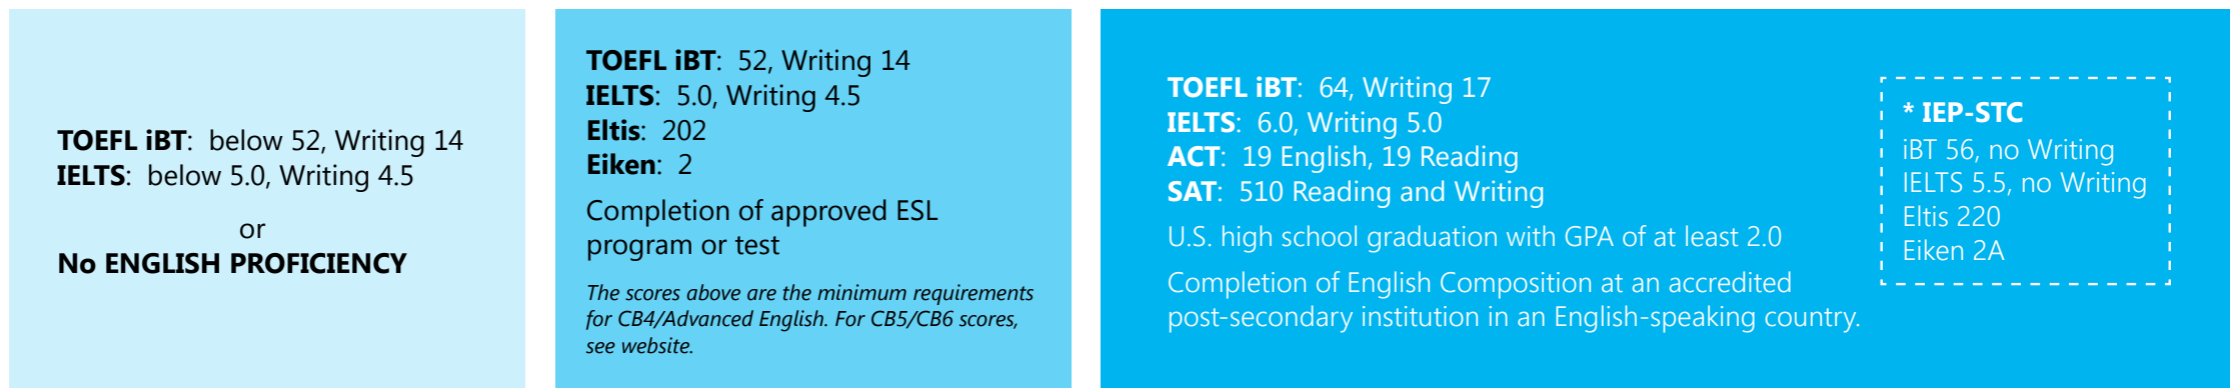 TOEFL iBT: below 52, Writing 14
IELTS: below 5.0, Writing 4.5
or
No ENGLISH PROFICIENCY
TOEFL iBT: 52, Writing 14
IELTS: 5.0, Writing 4.5
Eltis: 202
Eiken: 2
Completion of approved ESL
program or test
The scores above are the minimum requirements
for CB4/Advanced English. For CB5/CB6 scores,
see website.
TOEFL iBT: 64, Writing 17
IELTS: 6.0, Writing 5.0
ACT: 19 English, 19 Reading
SAT: 510 Reading and Writing
U.S. high school graduation with GPA of at least 2.0
Completion of English Composition at an accredited
post-secondary institution in an English-speaking country.
* IEP-STC
iBT 56, no Writing
IELTS 5.5, no Writing
Eltis 220
Eiken 2A